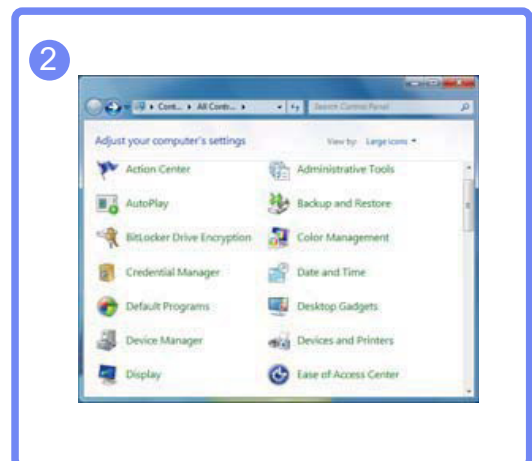 2
Cont... ▸ All Contr... ▸
Search Control Panel
Adjust your computer's settings
View by: Large icons
Action Center
Administrative Tools
AutoPlay
Backup and Restore
BitLocker Drive Encryption
Color Management
Credential Manager
Date and Time
Default Programs
Desktop Gadgets
Device Manager
Devices and Printers
Display
Ease of Access Center